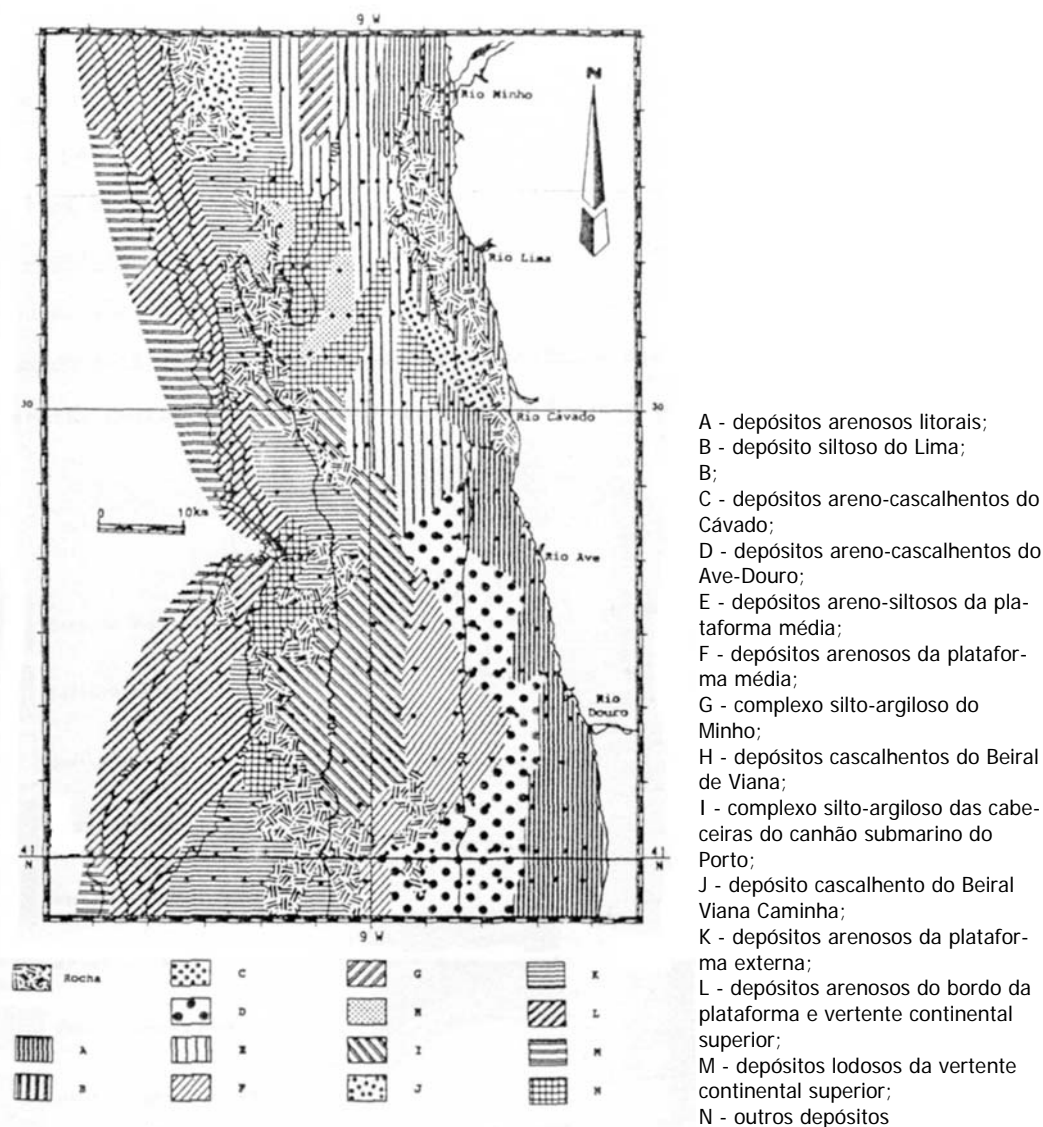 9 W
N
Rio Minho
Rio Lima
30
30
Rio Cávado
0 10km
Rio Ave
Rio
Douro
41
N
41
N
9 W
Rocha
C
G
K
D
H
L
A
E
I
M
B
F
J
N
A - depósitos arenosos litorais;
B - depósito siltoso do Lima;
B;
C - depósitos areno-cascalhentos do
Cávado;
D - depósitos areno-cascalhentos do
Ave-Douro;
E - depósitos areno-siltosos da pla-
taforma média;
F - depósitos arenosos da platafor-
ma média;
G - complexo silto-argiloso do
Minho;
H - depósitos cascalhentos do Beiral
de Viana;
I - complexo silto-argiloso das cabe-
ceiras do canhão submarino do
Porto;
J - depósito cascalhento do Beiral
Viana Caminha;
K - depósitos arenosos da platafor-
ma externa;
L - depósitos arenosos do bordo da
plataforma e vertente continental
superior;
M - depósitos lodosos da vertente
continental superior;
N - outros depósitos